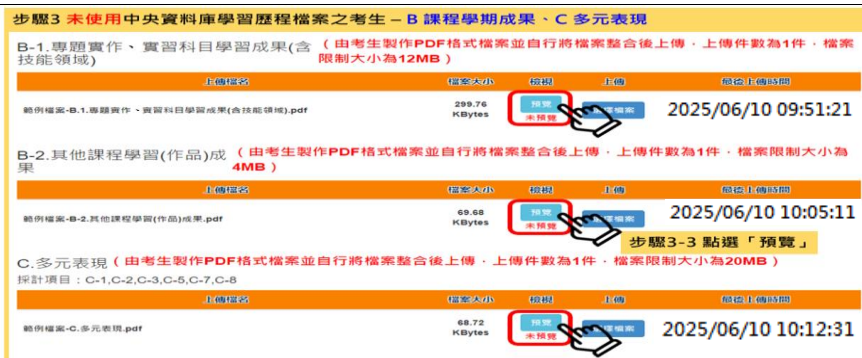 步驟3 未使用中央資料庫學習歷程檔案之考生 – B 課程學期成果、C 多元表現
B-1.專題實作、實習科目學習成果(含技能領域)
(由考生製作PDF格式檔案並自行將檔案整合後上傳，上傳件數為1件，檔案限制大小為12MB)
上傳檔名 檔案大小 檢視 上傳 最後上傳時間
範例檔案-B.1.專題實作、實習科目學習成果(含技能領域).pdf 299.76 KBytes 預覽 未預覽 檔案 2025/06/10 09:51:21
B-2.其他課程學習(作品)成果
(由考生製作PDF格式檔案並自行將檔案整合後上傳，上傳件數為1件，檔案限制大小為4MB)
上傳檔名 檔案大小 檢視 上傳 最後上傳時間
範例檔案-B-2.其他課程學習(作品)成果.pdf 69.68 KBytes 預覽 未預覽 檔案 2025/06/10 10:05:11
步驟3-3 點選「預覽」
C.多元表現(由考生製作PDF格式檔案並自行將檔案整合後上傳，上傳件數為1件，檔案限制大小為20MB)
採計項目：C-1,C-2,C-3,C-5,C-7,C-8
上傳檔名 檔案大小 檢視 上傳 最後上傳時間
範例檔案-C.多元表現.pdf 68.72 KBytes 預覽 未預覽 檔案 2025/06/10 10:12:31